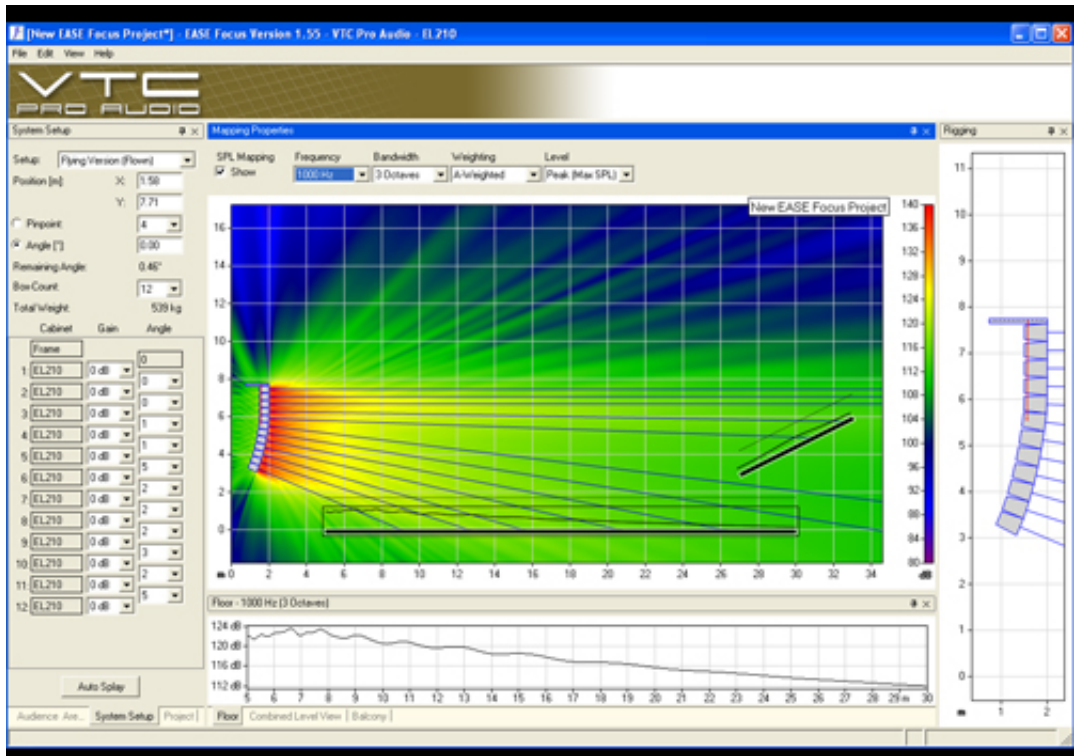 [New EASE Focus Project*] - EASE Focus Version 1.55 - VTC Pro Audio - EL210
File Edit View Help
VTC
PRO AUDIO
System Setup
Setup: Flying Version (Flown)
Position [m]: X: 1.58
Y: 7.71
Pinpoint 4
Angle [°] 0.00
Remaining Angle: 0.46°
Box Count: 12
Total Weight: 539 kg
Cabinet Gain Angle
Frame
0
1: EL210 0 dB
0
2: EL210 0 dB
0
3: EL210 0 dB
1
4: EL210 0 dB
1
5: EL210 0 dB
5
6: EL210 0 dB
2
7: EL210 0 dB
2
8: EL210 0 dB
2
9: EL210 0 dB
3
10: EL210 0 dB
2
11: EL210 0 dB
5
12: EL210 0 dB
Auto Splay
Audience Are... System Setup Project
Mapping Properties
SPL Mapping Frequency Bandwidth Weighting Level
Show 1000 Hz 3 Octaves A-Weighted Peak (Max SPL)
New EASE Focus Project
16
14
12
10
8
6
4
2
0
m 0 2 4 6 8 10 12 14 16 18 20 22 24 26 28 30 32 34
140
136
132
128
124
120
116
112
108
104
100
96
92
88
84
80
dB
Floor - 1000 Hz (3 Octaves)
124 dB
120 dB
116 dB
112 dB
5 6 7 8 9 10 11 12 13 14 15 16 17 18 19 20 21 22 23 24 25 26 27 28 29 m 30
Floor Combined Level View Balcony
Rigging
11
10
9
8
7
6
5
4
3
2
1
0
m 1 2